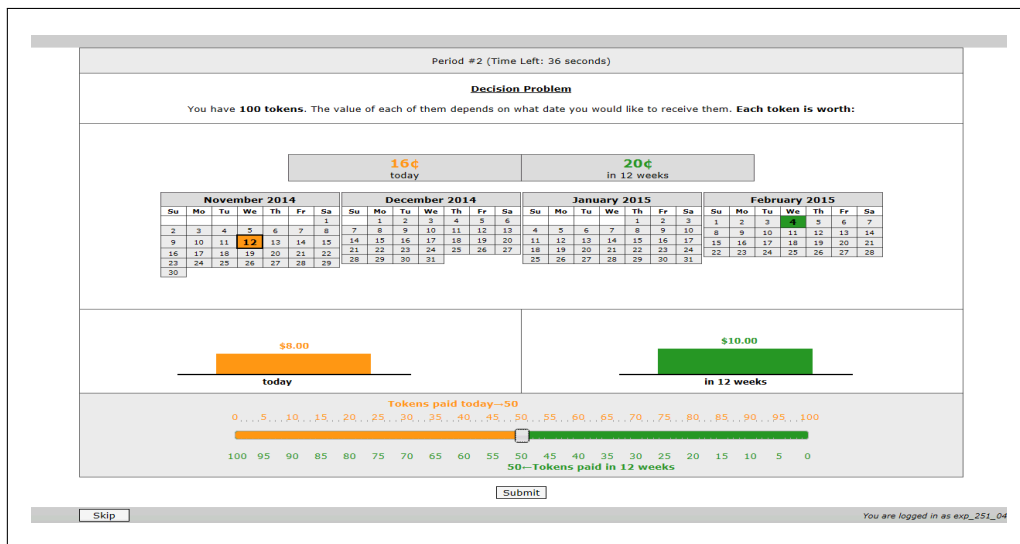 Period #2 (Time Left: 36 seconds)
Decision Problem
You have 100 tokens. The value of each of them depends on what date you would like to receive them. Each token is worth:
16¢ 20¢
today in 12 weeks
November 2014 December 2014 January 2015 February 2015
Su Mo Tu We Th Fr Sa Su Mo Tu We Th Fr Sa Su Mo Tu We Th Fr Sa Su Mo Tu We Th Fr Sa
1 1 2 3 4 5 6 1 2 3 1 2 3 4 5 6 7
2 3 4 5 6 7 8 7 8 9 10 11 12 13 4 5 6 7 8 9 10 8 9 10 11 12 13 14
9 10 11 12 13 14 15 14 15 16 17 18 19 20 11 12 13 14 15 16 17 15 16 17 18 19 20 21
16 17 18 19 20 21 22 21 22 23 24 25 26 27 18 19 20 21 22 23 24 22 23 24 25 26 27 28
23 24 25 26 27 28 29 28 29 30 31 25 26 27 28 29 30 31
30
$8.00 $10.00
today in 12 weeks
Tokens paid today—50
0....5....10....15....20....25....30....35....40....45....50....55....60....65....70....75....80....85....90....95....100
100 95 90 85 80 75 70 65 60 55 50 45 40 35 30 25 20 15 10 5 0
50←Tokens paid in 12 weeks
Submit
Skip You are logged in as exp_251_04